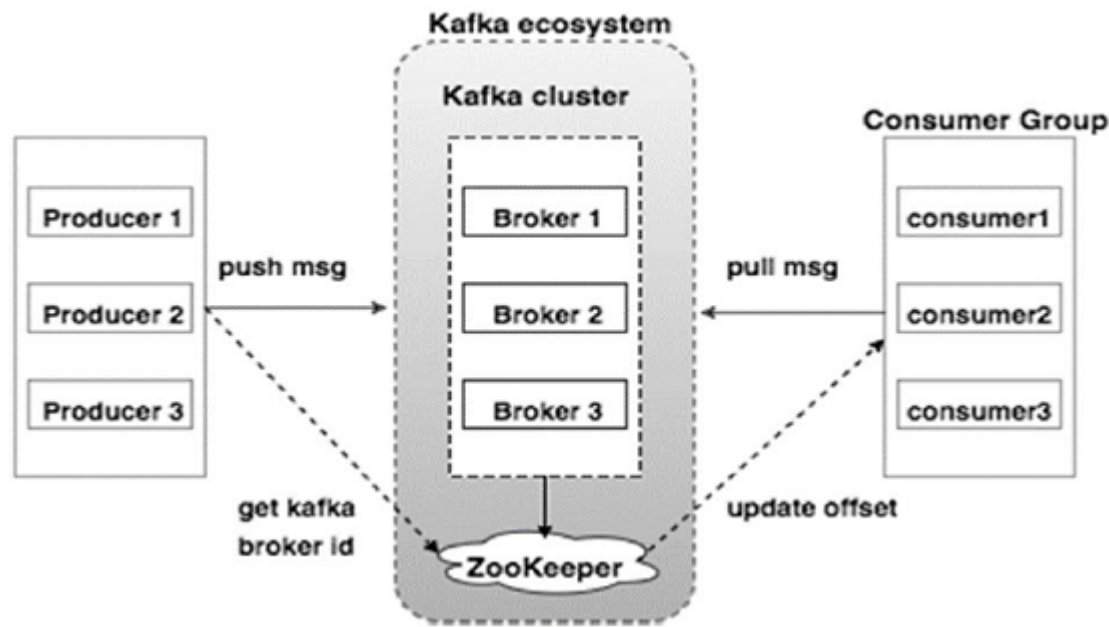 Kafka ecosystem
Kafka cluster
Consumer Group
Producer 1
Producer 2
Producer 3
push msg
Broker 1
Broker 2
Broker 3
pull msg
consumer1
consumer2
consumer3
get kafka
broker id
update offset
ZooKeeper